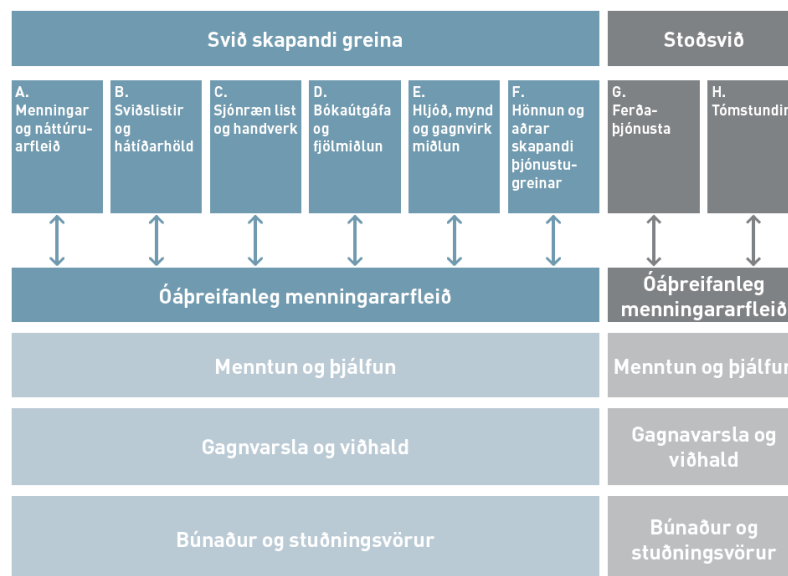 Svið skapandi greina
Stoðsvið
A.
Menningar
og náttúru-
arfleið
B.
Sviðslistir
og
hátíðarhöld
C.
Sjónræn list
og handverk
D.
Bókaútgáfa
og
fjölmiðlun
E.
Hljóð, mynd
og gagnvirk
miðlun
F.
Hönnun og
aðrar
skapandi
þjónustu-
greinar
G.
Ferða-
þjónusta
H.
Tómstundir
Óáþreifanleg menningararfleið
Óáþreifanleg
menningararfleið
Menntun og þjálfun
Menntun og þjálfun
Gagnvarsla og viðhald
Gagnavarsla og
viðhald
Búnaður og stuðningsvörur
Búnaður og
stuðningsvörur